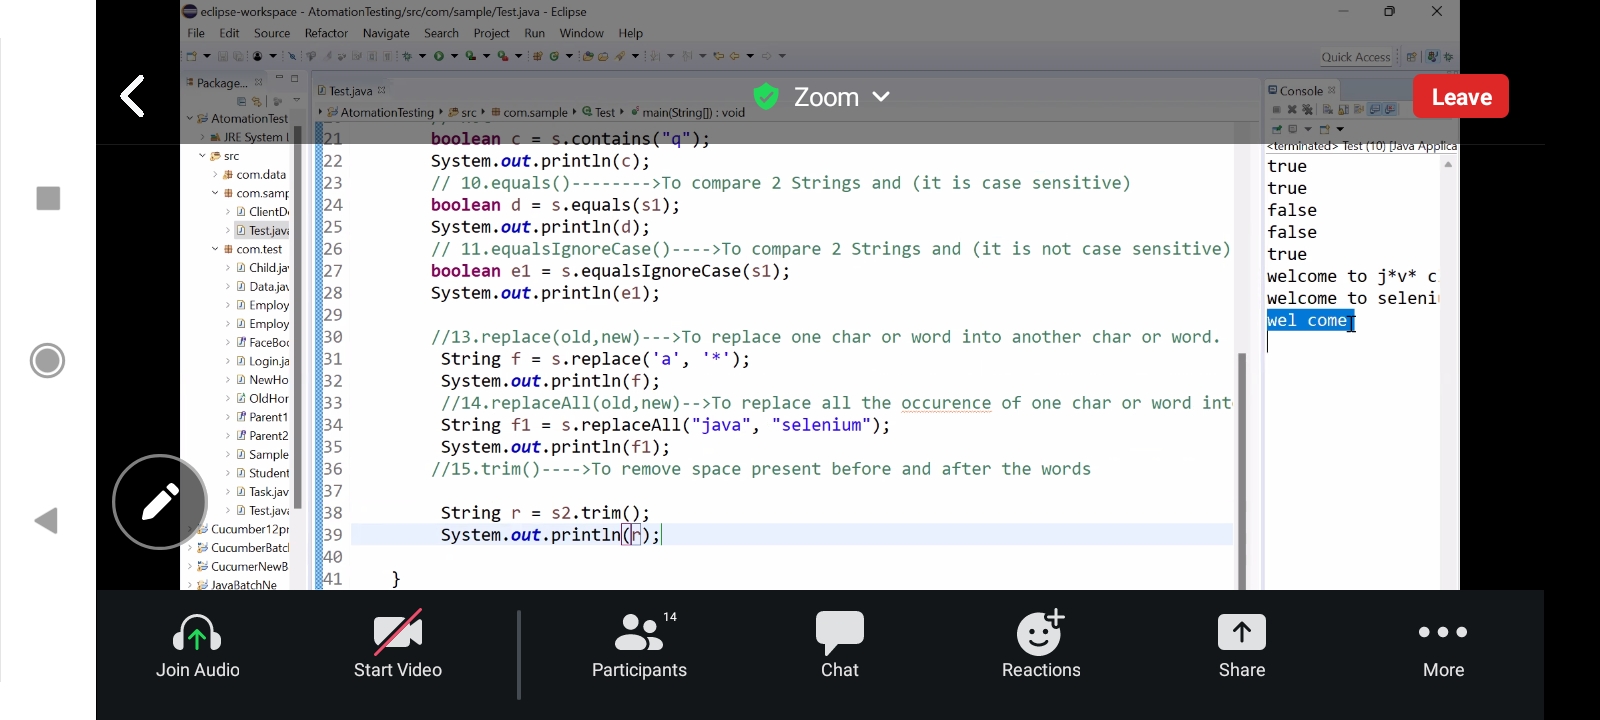 eclipse-workspace - AtomationTesting/src/com/sample/Test.java - Eclipse
File Edit Source Refactor Navigate Search Project Run Window Help
Quick Access
Package...
Test.java
Console
Zoom
Leave
AtomationTesting src com.sample Test main(String[]) : void
AtomationTest
JRE System
src
com.data
com.samp
ClientD
Test.java
com.test
Child.ja
Data.jav
Employ
Employ
FaceBoo
Login.ja
NewHo
OldHor
Parent1
Parent2
Sample
Student
Task.jav
Test.java
Cucumber12pr
CucumberBatcl
CucumerNewB
JavaBatchNe
21 boolean c = s.contains("q");
22 System.out.println(c);
23 // 10.equals()-------->To compare 2 Strings and (it is case sensitive)
24 boolean d = s.equals(s1);
25 System.out.println(d);
26 // 11.equalsIgnoreCase()---->To compare 2 Strings and (it is not case sensitive)
27 boolean e1 = s.equalsIgnoreCase(s1);
28 System.out.println(e1);
29
30 //13.replace(old,new)--->To replace one char or word into another char or word.
31 String f = s.replace('a', '*');
32 System.out.println(f);
33 //14.replaceAll(old,new)-->To replace all the occurence of one char or word int
34 String f1 = s.replaceAll("java", "selenium");
35 System.out.println(f1);
36 //15.trim()---->To remove space present before and after the words
37
38 String r = s2.trim();
39 System.out.println(r);
40
41 }
<terminated> Test (10) [Java Applica
true
true
false
false
true
welcome to j*v* c
welcome to seleni
wel come
Join Audio
Start Video
14
Participants
Chat
Reactions
Share
More